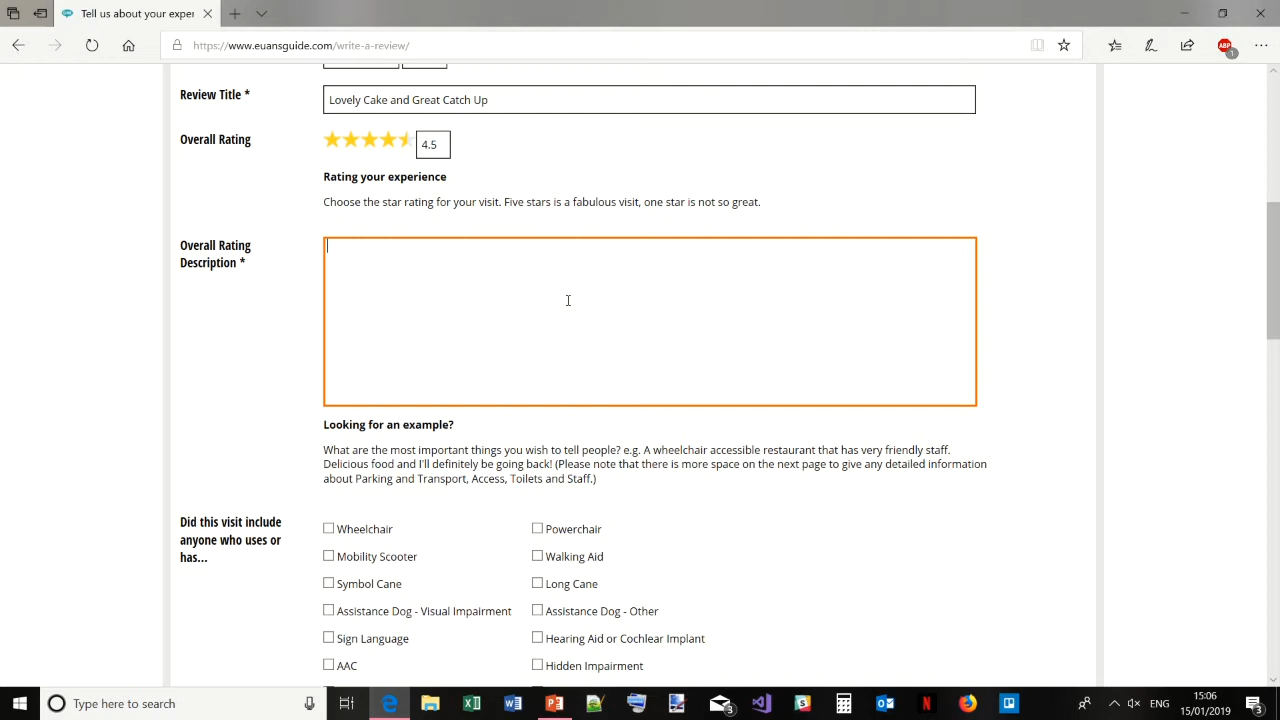 Tell us about your exper
https://www.euansguide.com/write-a-review/
ABP
1
Review Title *
Lovely Cake and Great Catch Up
Overall Rating
4.5
Rating your experience
Choose the star rating for your visit. Five stars is a fabulous visit, one star is not so great.
Overall Rating
Description *
Looking for an example?
What are the most important things you wish to tell people? e.g. A wheelchair accessible restaurant that has very friendly staff.
Delicious food and I'll definitely be going back! (Please note that there is more space on the next page to give any detailed information
about Parking and Transport, Access, Toilets and Staff.)
Did this visit include
anyone who uses or
has...
Wheelchair
Powerchair
Mobility Scooter
Walking Aid
Symbol Cane
Long Cane
Assistance Dog - Visual Impairment
Assistance Dog - Other
Sign Language
Hearing Aid or Cochlear Implant
AAC
Hidden Impairment
Type here to search
3
ENG
15:06
15/01/2019
3